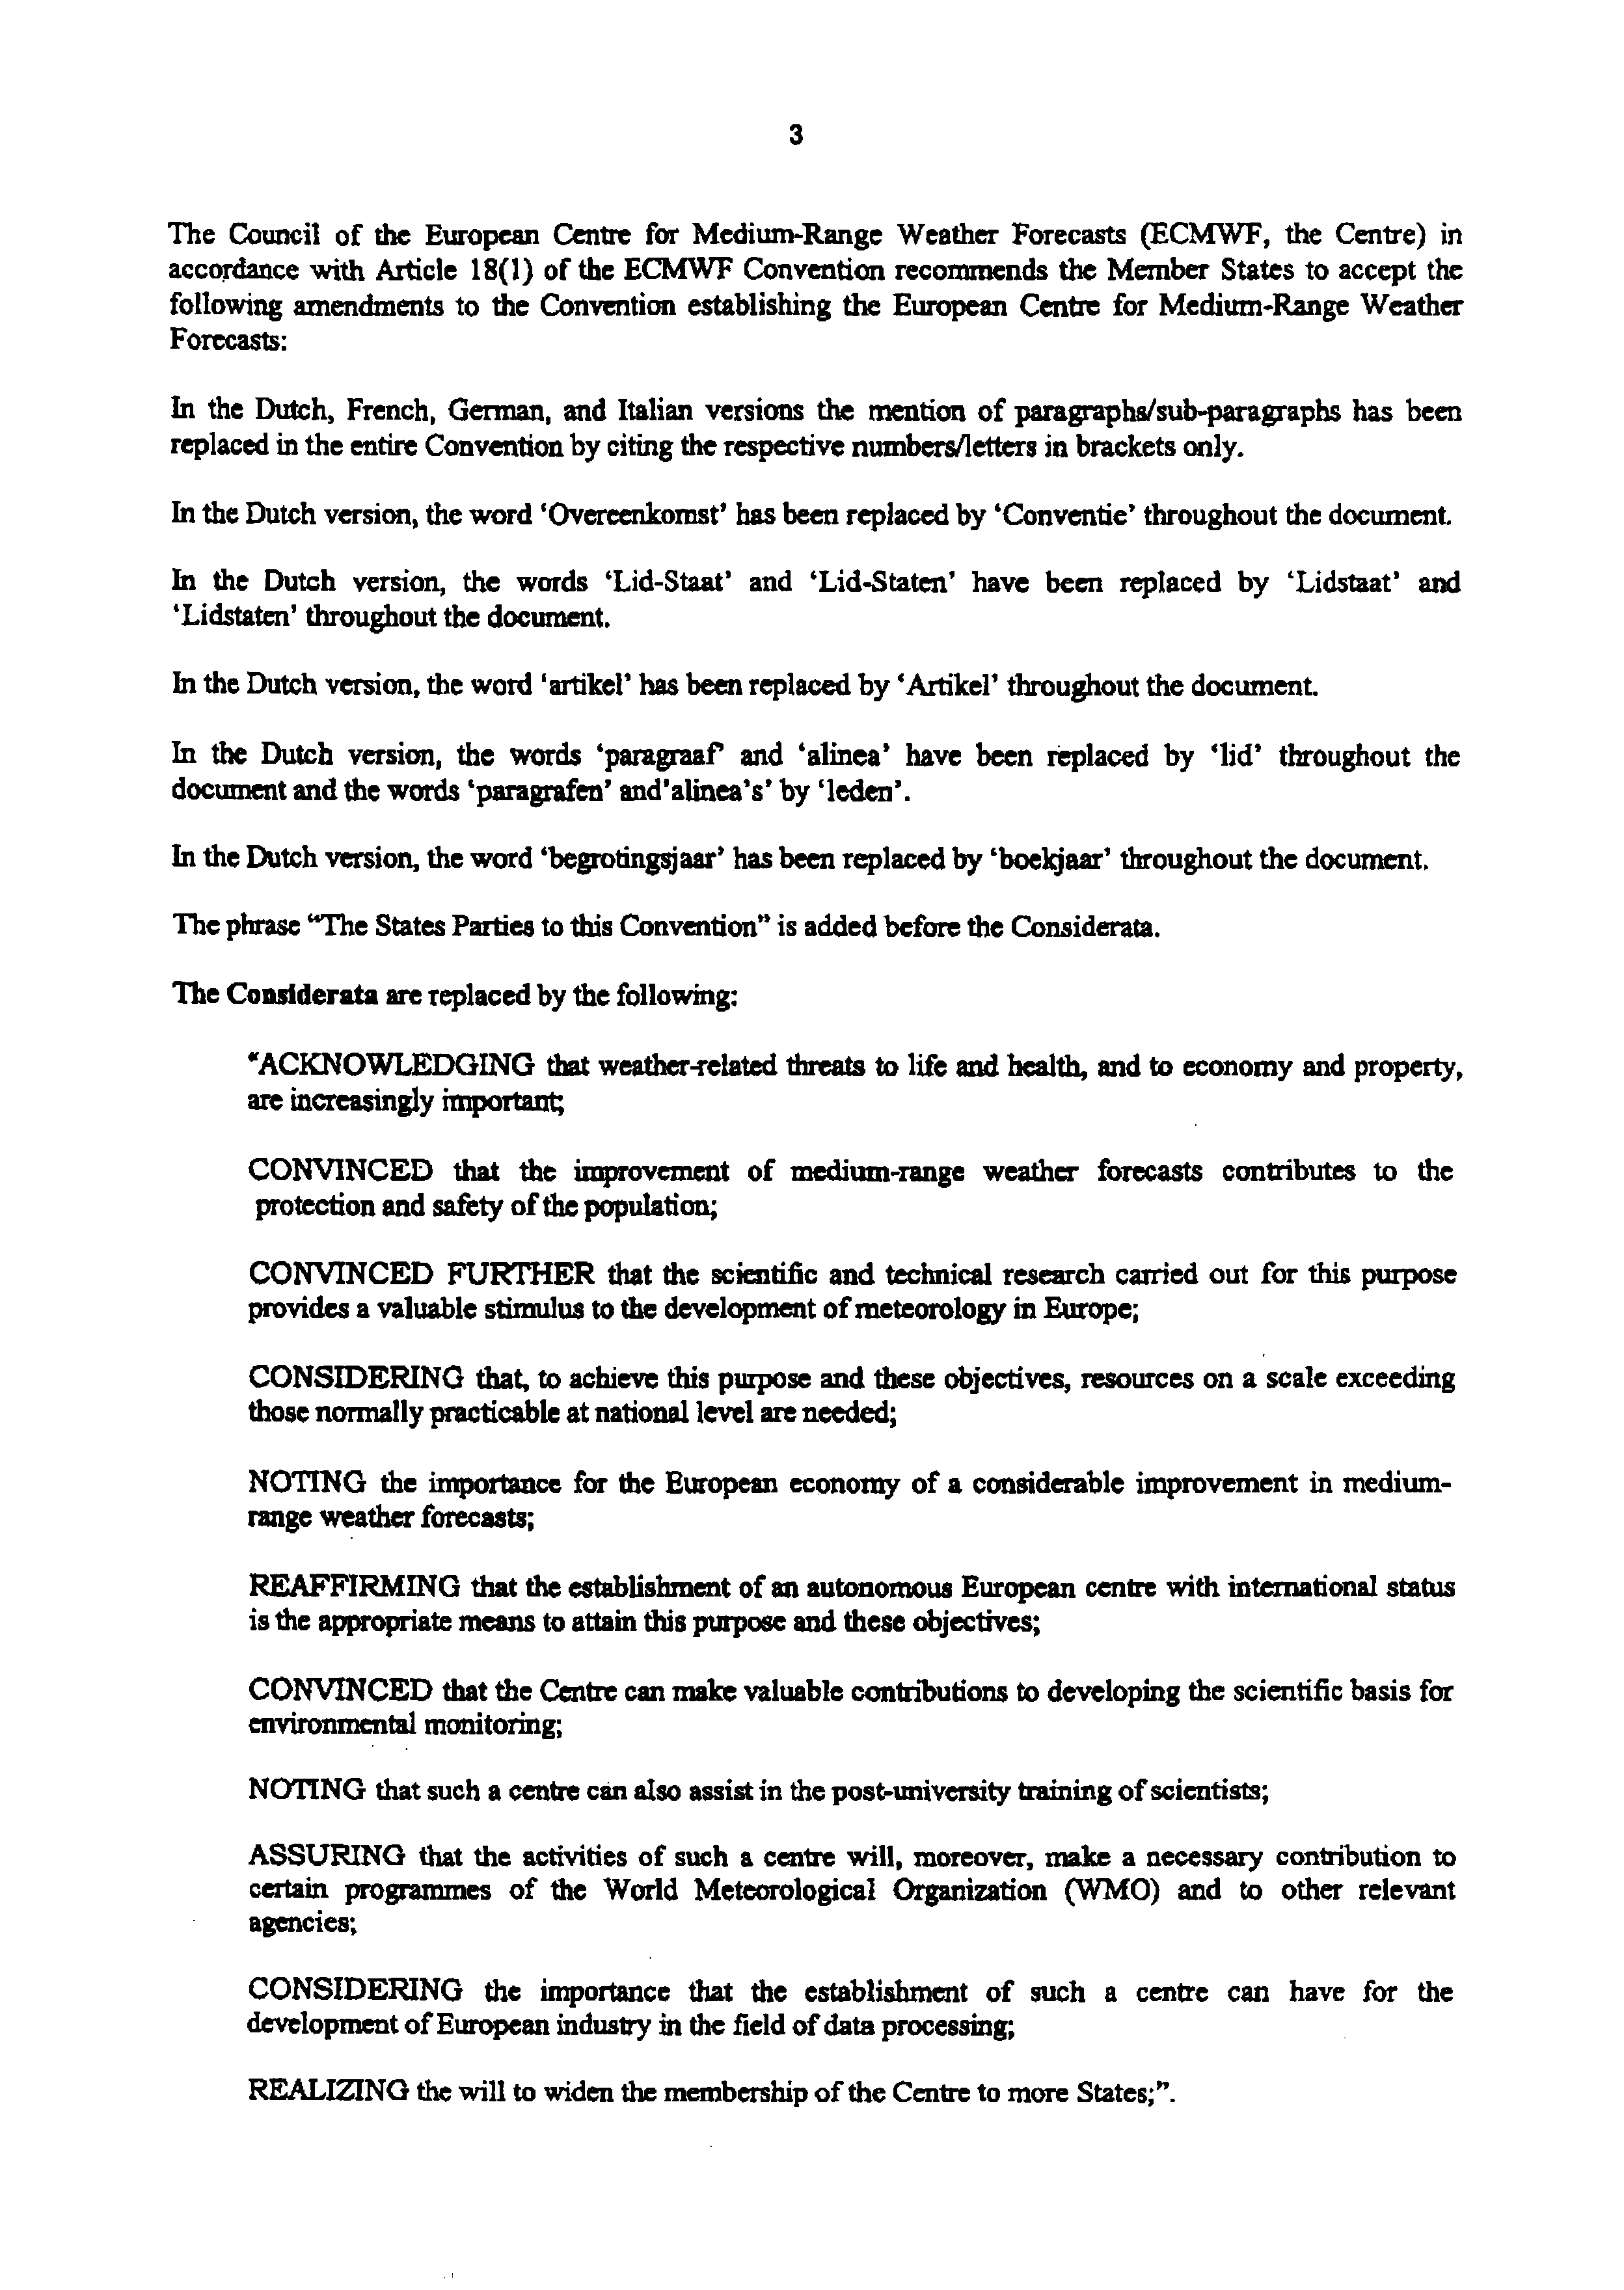 3
The Council of the European Centre for Medium-Range Weather Forecasts (ECMWF, the Centre) in
accordance with Article 18(1) of the ECMWF Convention recommends the Member States to accept the
following amendments to the Convention establishing the European Centre for Medium-Range Weather
Forecasts:
In the Dutch, French, German, and Italian versions the mention of paragraphs/sub-paragraphs has been
replaced in the entire Convention by citing the respective numbers/letters in brackets only.
In the Dutch version, the word ‘Overeenkomst’ has been replaced by ‘Conventie’ throughout the document.
In the Dutch version, the words ‘Lid-Staat’ and ‘Lid-Staten’ have been replaced by ‘Lidstaat’ and
‘Lidstaten’ throughout the document.
In the Dutch version, the word ‘artikel’ has been replaced by ‘Artikel’ throughout the document.
In the Dutch version, the words ‘paragraaf’ and ‘alinea’ have been replaced by ‘lid’ throughout the
document and the words ‘paragrafen’ and'alinea’s’ by ‘leden’.
In the Dutch version, the word ‘begrotingsjaar’ has been replaced by ‘boekjaar’ throughout the document.
The phrase “The States Parties to this Convention” is added before the Considerata.
The Considerata are replaced by the following:
“ACKNOWLEDGING that weather-related threats to life and health, and to economy and property,
are increasingly important;
CONVINCED that the improvement of medium-range weather forecasts contributes to the
protection and safety of the population;
CONVINCED FURTHER that the scientific and technical research carried out for this purpose
provides a valuable stimulus to the development of meteorology in Europe;
CONSIDERING that, to achieve this purpose and these objectives, resources on a scale exceeding
those normally practicable at national level are needed;
NOTING the importance for the European economy of a considerable improvement in medium-
range weather forecasts;
REAFFIRMING that the establishment of an autonomous European centre with international status
is the appropriate means to attain this purpose and these objectives;
CONVINCED that the Centre can make valuable contributions to developing the scientific basis for
environmental monitoring;
NOTING that such a centre can also assist in the post-university training of scientists;
ASSURING that the activities of such a centre will, moreover, make a necessary contribution to
certain programmes of the World Meteorological Organization (WMO) and to other relevant
agencies;
CONSIDERING the importance that the establishment of such a centre can have for the
development of European industry in the field of data processing;
REALIZING the will to widen the membership of the Centre to more States;”.